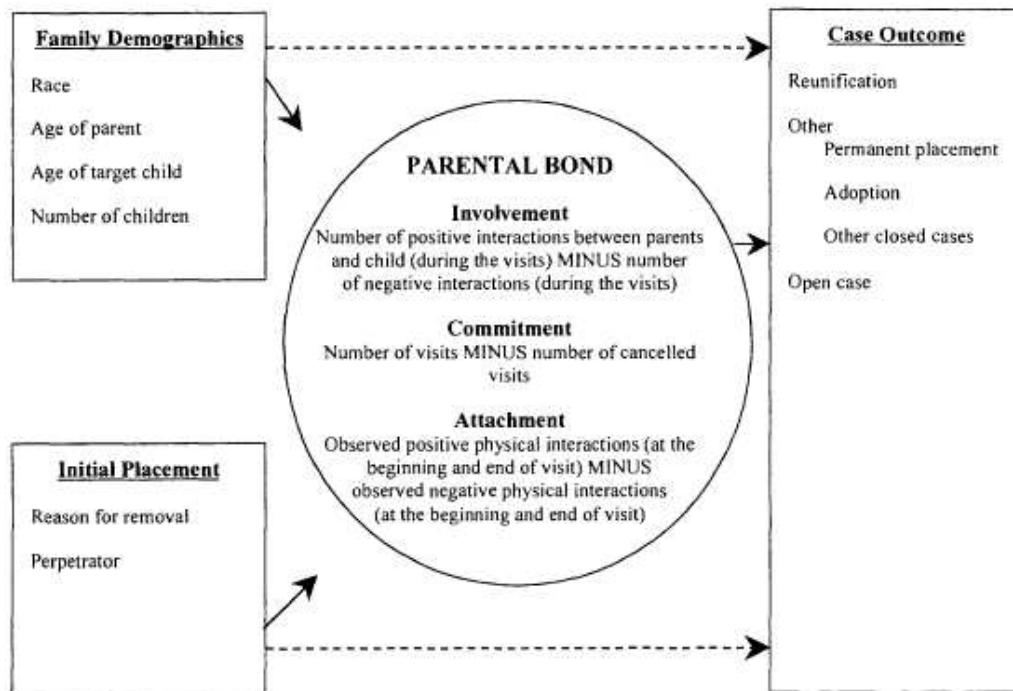 Family Demographics
Race
Age of parent
Age of target child
Number of children
Initial Placement
Reason for removal
Perpetrator
PARENTAL BOND
Involvement
Number of positive interactions between parents
and child (during the visits) MINUS number
of negative interactions (during the visits)
Commitment
Number of visits MINUS number of cancelled
visits
Attachment
Observed positive physical interactions (at the
beginning and end of visit) MINUS
observed negative physical interactions
(at the beginning and end of visit)
Case Outcome
Reunification
Other
Permanent placement
Adoption
Other closed cases
Open case